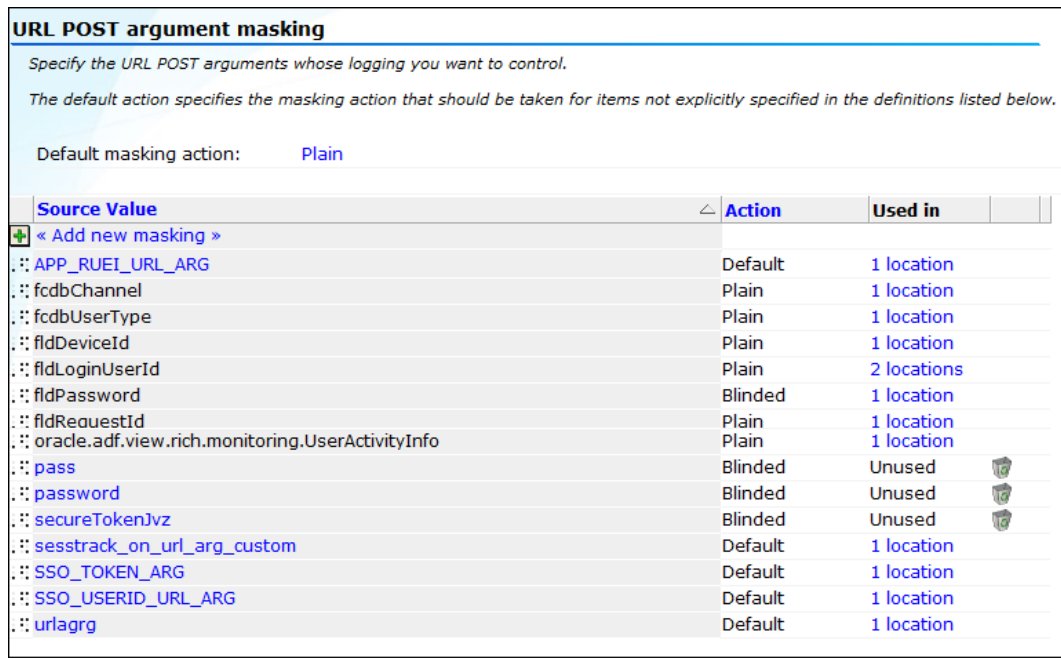 URL POST argument masking
Specify the URL POST arguments whose logging you want to control.
The default action specifies the masking action that should be taken for items not explicitly specified in the definitions listed below.
Default masking action: Plain
Source Value Action Used in
« Add new masking »
APP_RUEI_URL_ARG Default 1 location
fcdbChannel Plain 1 location
fcdbUserType Plain 1 location
fldDeviceId Plain 1 location
fldLoginUserId Plain 2 locations
fldPassword Blinded 1 location
fldRequestId Plain 1 location
oracle.adf.view.rich.monitoring.UserActivityInfo Plain 1 location
pass Blinded Unused
password Blinded Unused
secureTokenJvz Blinded Unused
sesstrack_on_url_arg_custom Default 1 location
SSO_TOKEN_ARG Default 1 location
SSO_USERID_URL_ARG Default 1 location
urlagrg Default 1 location